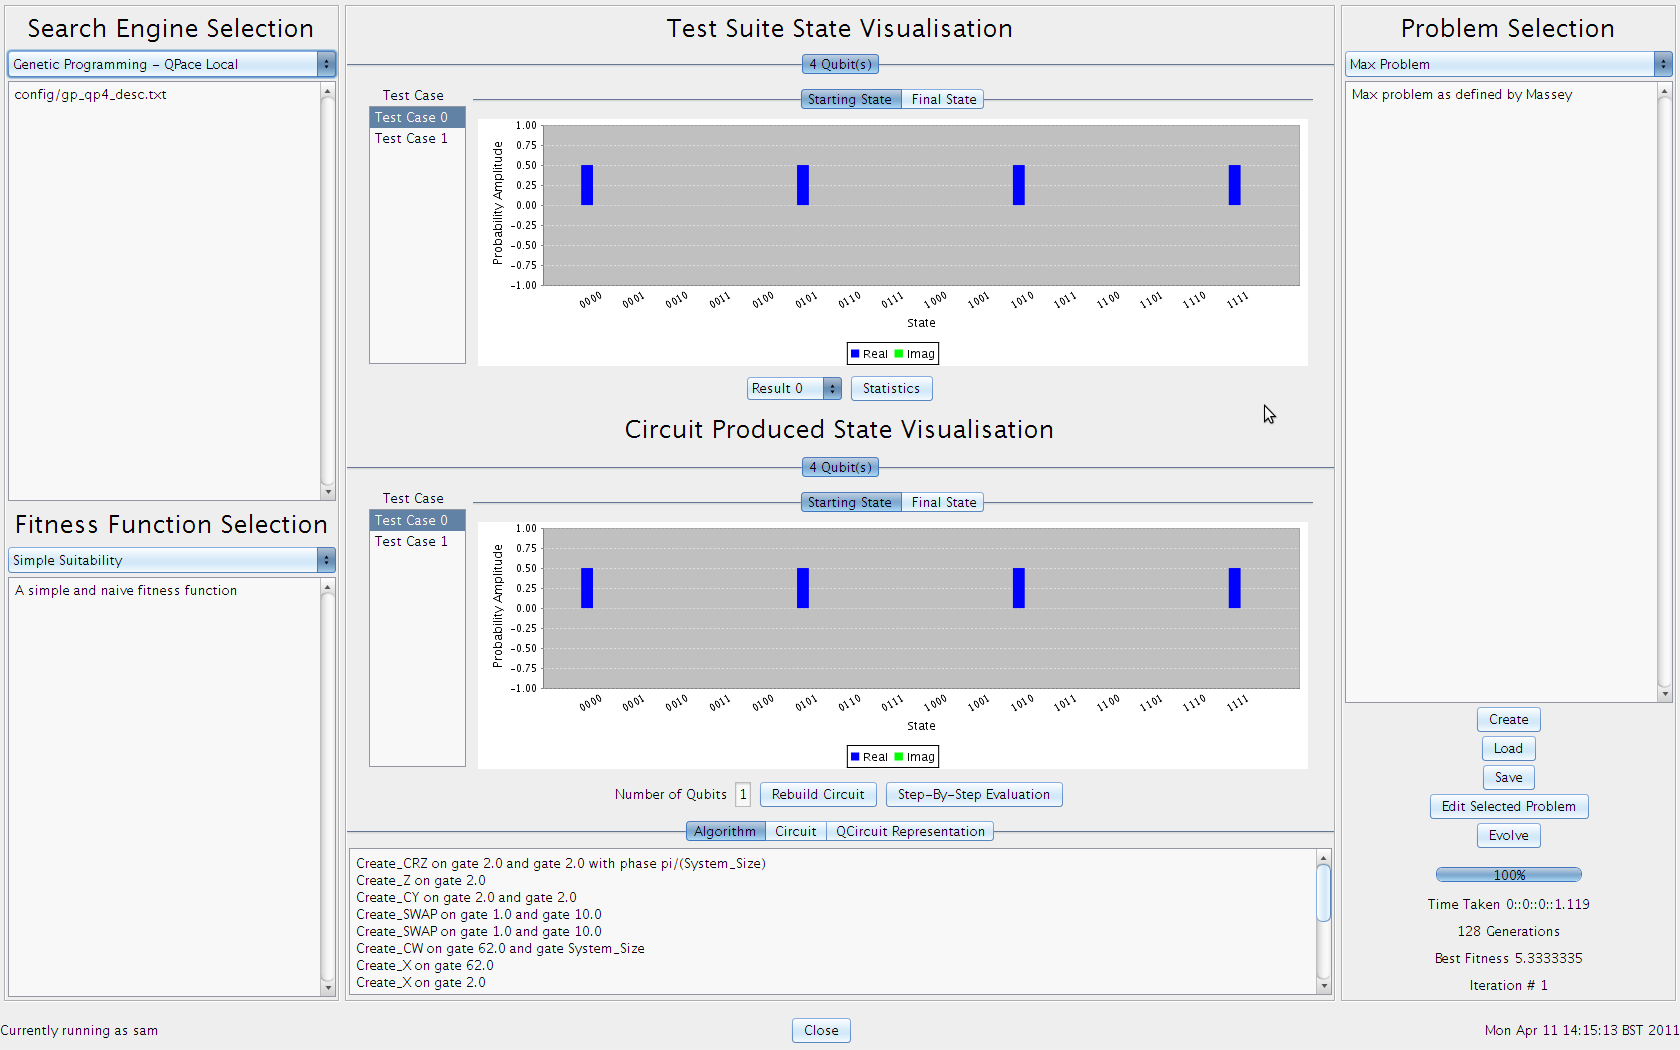 Search Engine Selection
Genetic Programming - QPace Local
config/gp_qp4_desc.txt
Fitness Function Selection
Simple Suitability
A simple and naive fitness function
Test Suite State Visualisation
4 Qubit(s)
Test Case
Test Case 0
Test Case 1
Starting State Final State
Probability Amplitude
1.00
0.75
0.50
0.25
0.00
-0.25
-0.50
-0.75
-1.00
0000 0001 0010 0011 0100 0101 0110 0111 1000 1001 1010 1011 1100 1101 1110 1111
State
Real Imag
Result 0 Statistics
Circuit Produced State Visualisation
4 Qubit(s)
Test Case
Test Case 0
Test Case 1
Starting State Final State
Probability Amplitude
1.00
0.75
0.50
0.25
0.00
-0.25
-0.50
-0.75
-1.00
0000 0001 0010 0011 0100 0101 0110 0111 1000 1001 1010 1011 1100 1101 1110 1111
State
Real Imag
Number of Qubits 1 Rebuild Circuit Step-By-Step Evaluation
Algorithm Circuit QCircuit Representation
Create_CRZ on gate 2.0 and gate 2.0 with phase pi/(System_Size)
Create_Z on gate 2.0
Create_CY on gate 2.0 and gate 2.0
Create_SWAP on gate 1.0 and gate 10.0
Create_SWAP on gate 1.0 and gate 10.0
Create_CW on gate 62.0 and gate System_Size
Create_X on gate 62.0
Create_X on gate 2.0
Problem Selection
Max Problem
Max problem as defined by Massey
Create
Load
Save
Edit Selected Problem
Evolve
100%
Time Taken 0::0::0::1.119
128 Generations
Best Fitness 5.3333335
Iteration # 1
Currently running as sam
Close
Mon Apr 11 14:15:13 BST 2011